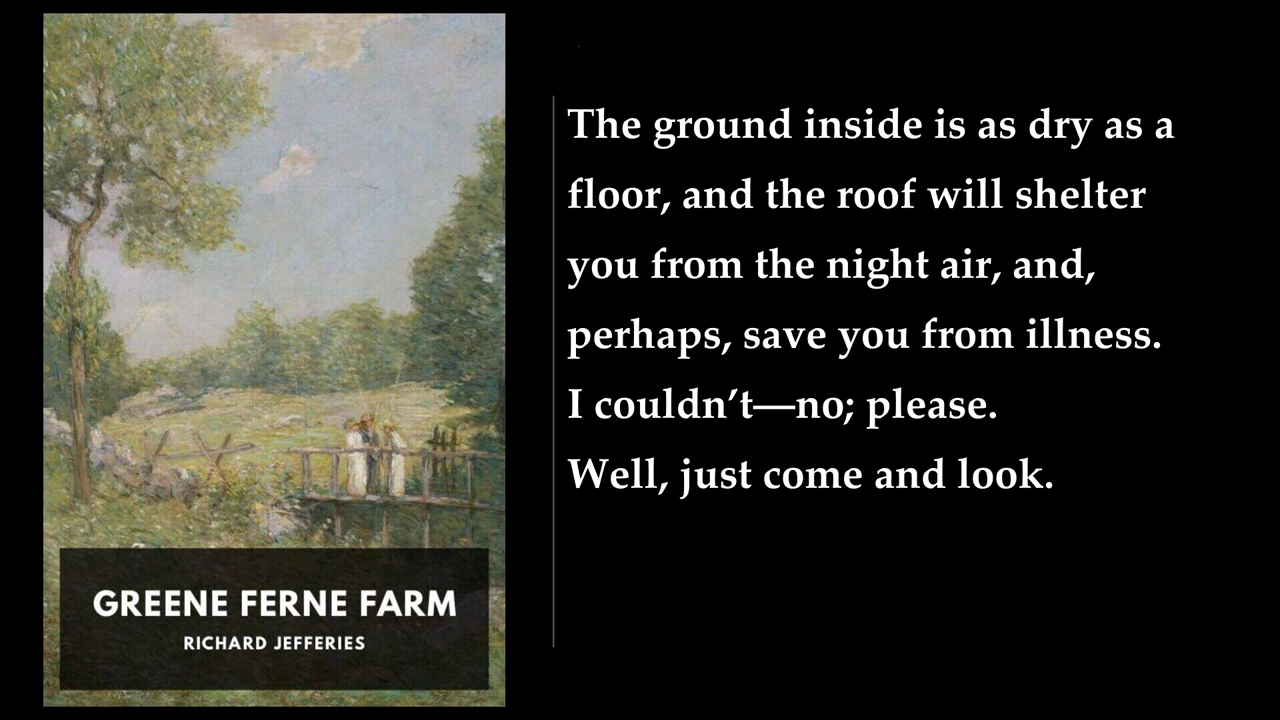 GREENE FERNE FARM
RICHARD JEFFERIES
The ground inside is as dry as a
floor, and the roof will shelter
you from the night air, and,
perhaps, save you from illness.
I couldn’t—no; please.
Well, just come and look.